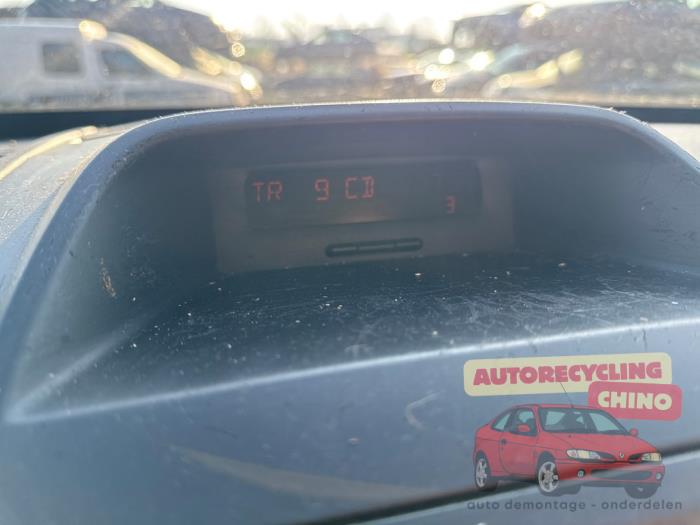 TR 9 CD
3
AUTORECYCLING
CHINO
auto demontage - onderdelen